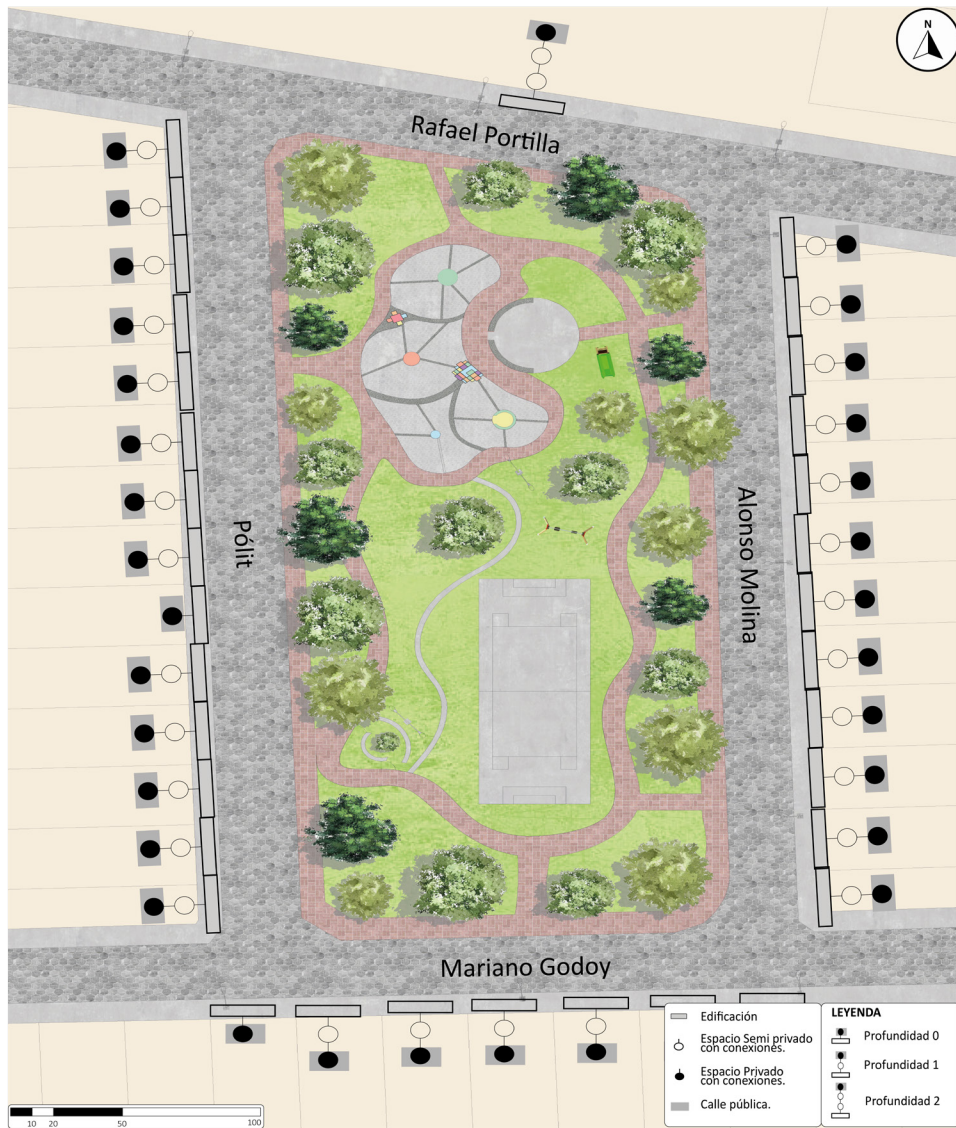 Rafael Portilla
Pólit
Alonso Molina
Mariano Godoy
Edificación
Espacio Semi privado
con conexiones.
Espacio Privado
con conexiones.
Calle pública.
LEYENDA
Profundidad 0
Profundidad 1
Profundidad 2
10 20 50 100